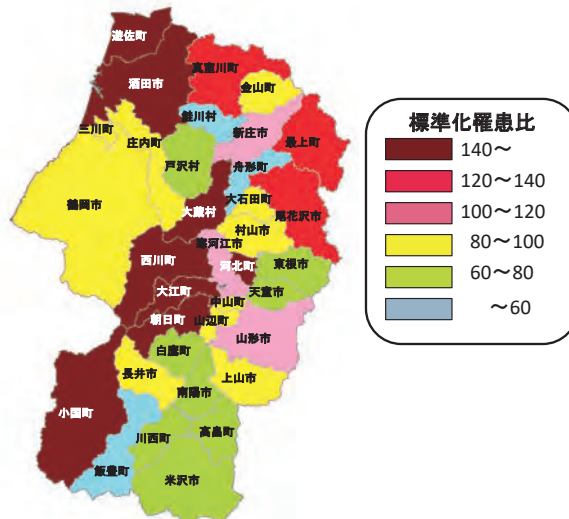 遊佐町
酒田市
真室川町
金山町
三川町
庄内町
鮭川村
新庄市
最上町
戸沢村
舟形町
鶴岡市
大蔵村
大石田町
尾花沢市
村山市
寒河江市
西川町
河北町
東根市
大江町
天童市
中山町
朝日町
山辺町
山形市
白鷹町
長井市
上山市
南陽市
小国町
川西町
高畠町
飯豊町
米沢市
標準化罹患比
140～
120～140
100～120
80～100
60～80
～60